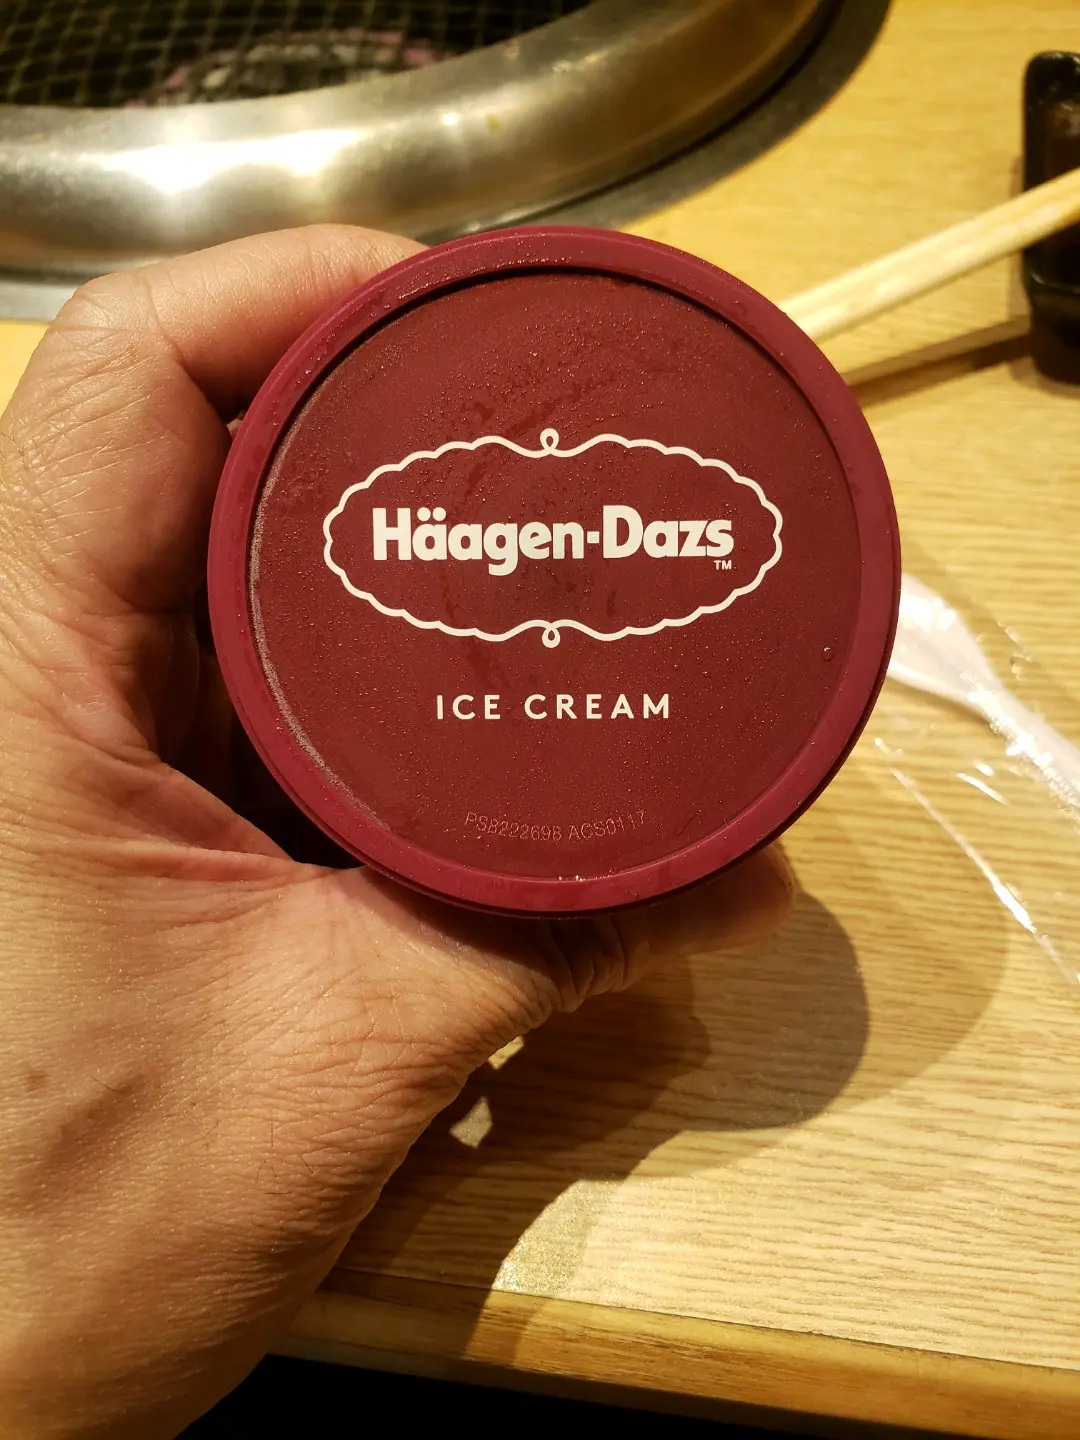 Häagen-Dazs
TM
ICE CREAM
PS8222698 ACS0117